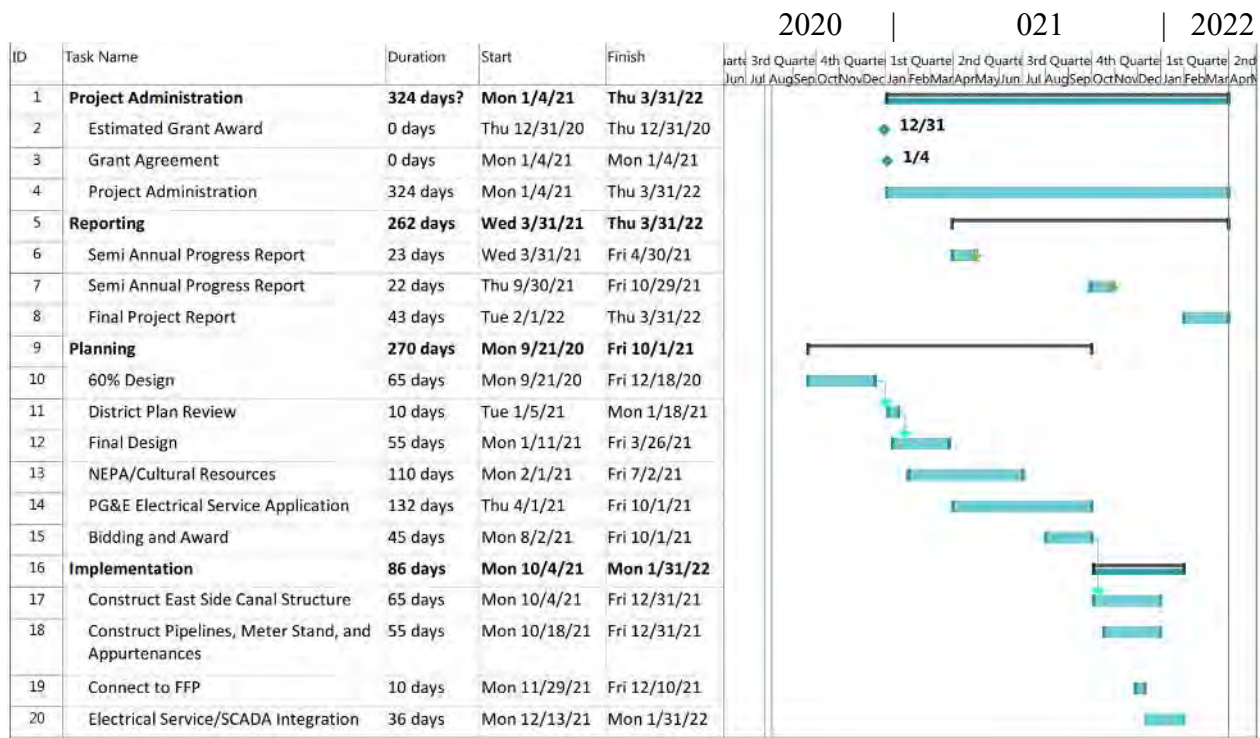 2020 | 021 | 2022
ID Task Name Duration Start Finish uarte 3rd Quarte 4th Quarte 1st Quarte 2nd Quarte 3rd Quarte 4th Quarte 1st Quarte 2nd
Jun Jul Aug Sep Oct Nov Dec Jan Feb Mar Apr May Jun Jul Aug Sep Oct Nov Dec Jan Feb Mar Apr
1 Project Administration 324 days? Mon 1/4/21 Thu 3/31/22
2 Estimated Grant Award 0 days Thu 12/31/20 Thu 12/31/20 12/31
3 Grant Agreement 0 days Mon 1/4/21 Mon 1/4/21 1/4
4 Project Administration 324 days Mon 1/4/21 Thu 3/31/22
5 Reporting 262 days Wed 3/31/21 Thu 3/31/22
6 Semi Annual Progress Report 23 days Wed 3/31/21 Fri 4/30/21
7 Semi Annual Progress Report 22 days Thu 9/30/21 Fri 10/29/21
8 Final Project Report 43 days Tue 2/1/22 Thu 3/31/22
9 Planning 270 days Mon 9/21/20 Fri 10/1/21
10 60% Design 65 days Mon 9/21/20 Fri 12/18/20
11 District Plan Review 10 days Tue 1/5/21 Mon 1/18/21
12 Final Design 55 days Mon 1/11/21 Fri 3/26/21
13 NEPA/Cultural Resources 110 days Mon 2/1/21 Fri 7/2/21
14 PG&E Electrical Service Application 132 days Thu 4/1/21 Fri 10/1/21
15 Bidding and Award 45 days Mon 8/2/21 Fri 10/1/21
16 Implementation 86 days Mon 10/4/21 Mon 1/31/22
17 Construct East Side Canal Structure 65 days Mon 10/4/21 Fri 12/31/21
18 Construct Pipelines, Meter Stand, and 55 days Mon 10/18/21 Fri 12/31/21
Appurtenances
19 Connect to FFP 10 days Mon 11/29/21 Fri 12/10/21
20 Electrical Service/SCADA Integration 36 days Mon 12/13/21 Mon 1/31/22